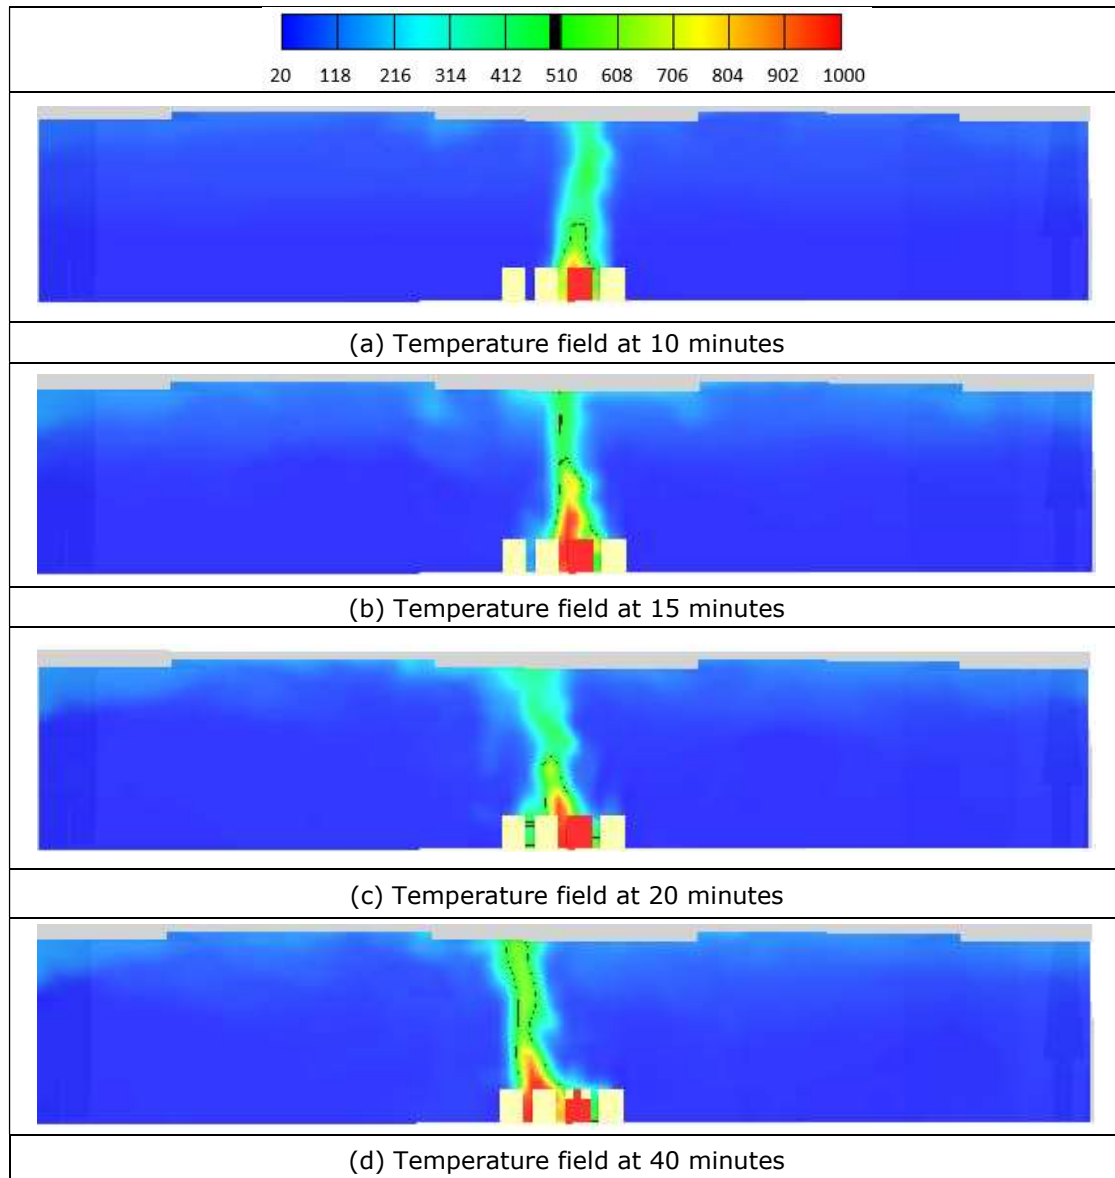 20 118 216 314 412 510 608 706 804 902 1000
(a) Temperature field at 10 minutes
(b) Temperature field at 15 minutes
(c) Temperature field at 20 minutes
(d) Temperature field at 40 minutes